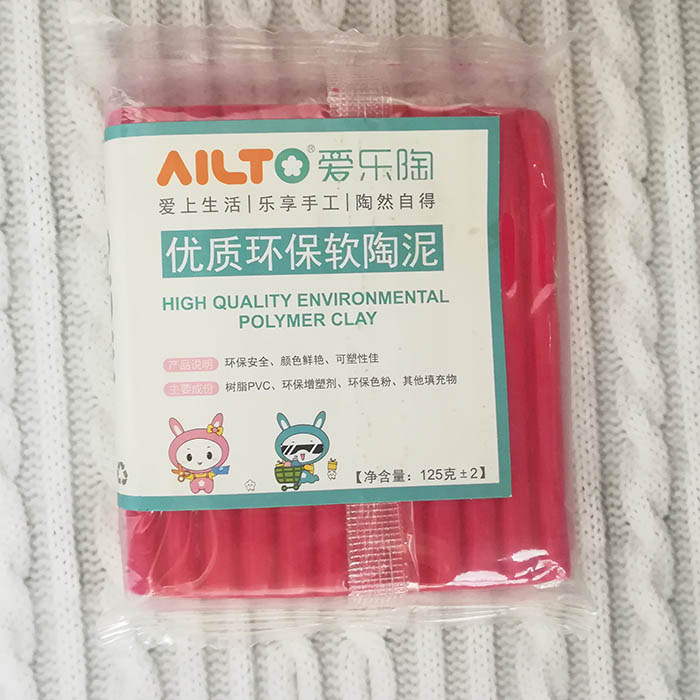 AILTO®爱乐陶
爱上生活|乐享手工|陶然自得
优质环保软陶泥
HIGH QUALITY ENVIRONMENTAL
POLYMER CLAY
产品说明 环保安全、颜色鲜艳、可塑性佳
主要成份 树脂PVC、环保增塑剂、环保色粉、其他填充物
【净含量：125克±2】